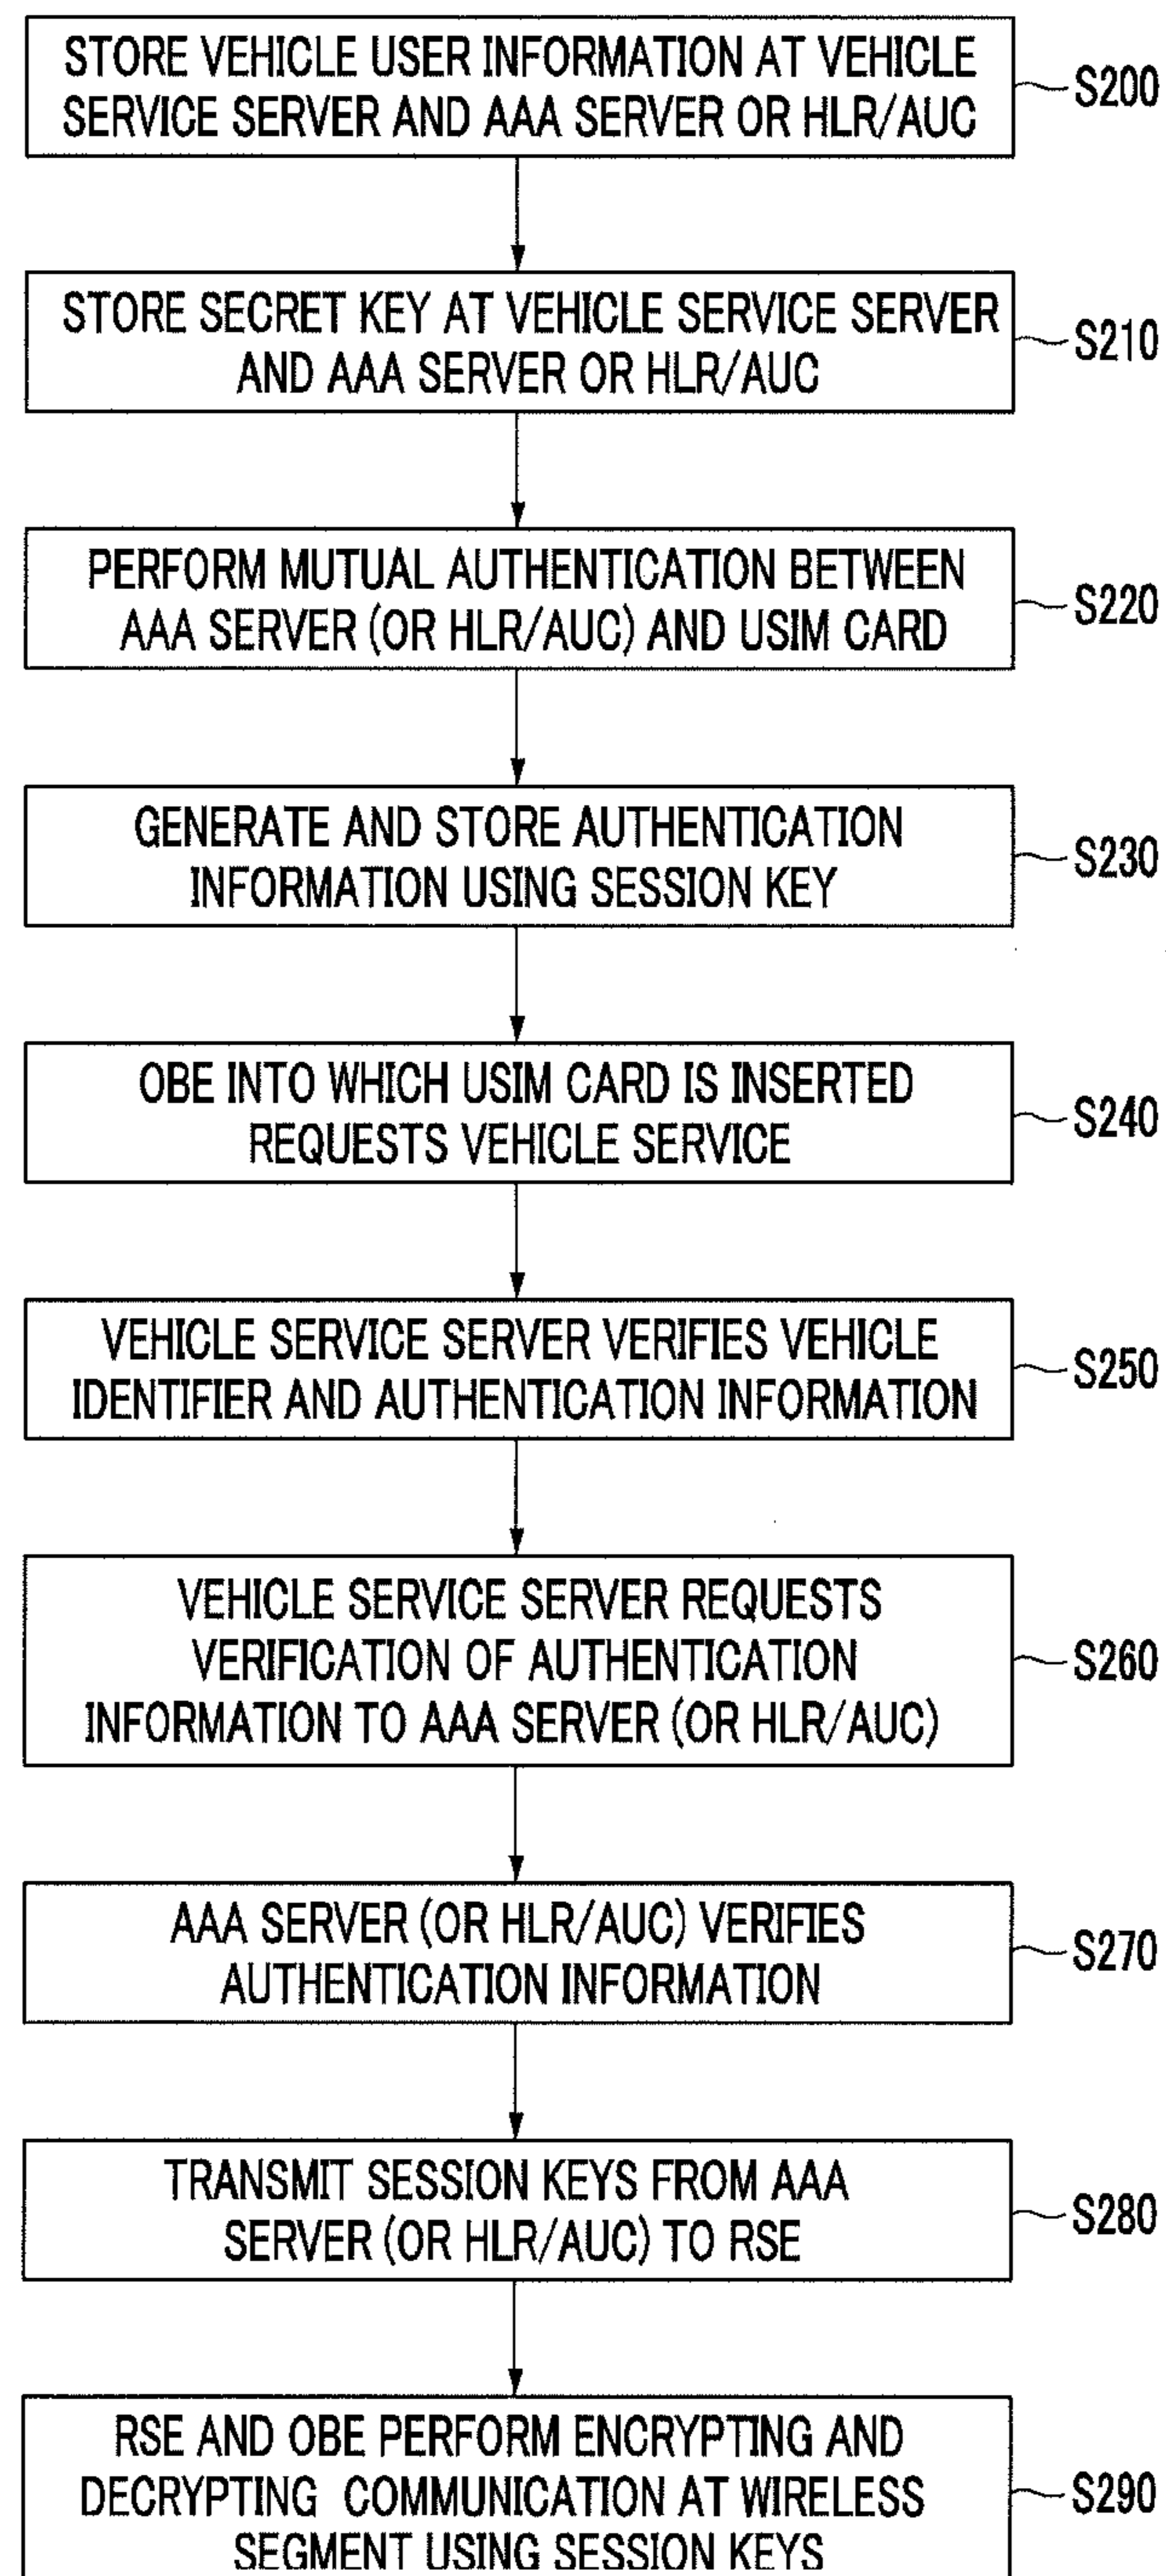 STORE VEHICLE USER INFORMATION AT VEHICLE
SERVICE SERVER AND AAA SERVER OR HLR/AUC
S200
STORE SECRET KEY AT VEHICLE SERVICE SERVER
AND AAA SERVER OR HLR/AUC
S210
PERFORM MUTUAL AUTHENTICATION BETWEEN
AAA SERVER (OR HLR/AUC) AND USIM CARD
S220
GENERATE AND STORE AUTHENTICATION
INFORMATION USING SESSION KEY
S230
OBE INTO WHICH USIM CARD IS INSERTED
REQUESTS VEHICLE SERVICE
S240
VEHICLE SERVICE SERVER VERIFIES VEHICLE
IDENTIFIER AND AUTHENTICATION INFORMATION
S250
VEHICLE SERVICE SERVER REQUESTS
VERIFICATION OF AUTHENTICATION
INFORMATION TO AAA SERVER (OR HLR/AUC)
S260
AAA SERVER (OR HLR/AUC) VERIFIES
AUTHENTICATION INFORMATION
S270
TRANSMIT SESSION KEYS FROM AAA
SERVER (OR HLR/AUC) TO RSE
S280
RSE AND OBE PERFORM ENCRYPTING AND
DECRYPTING COMMUNICATION AT WIRELESS
SEGMENT USING SESSION KEYS
S290